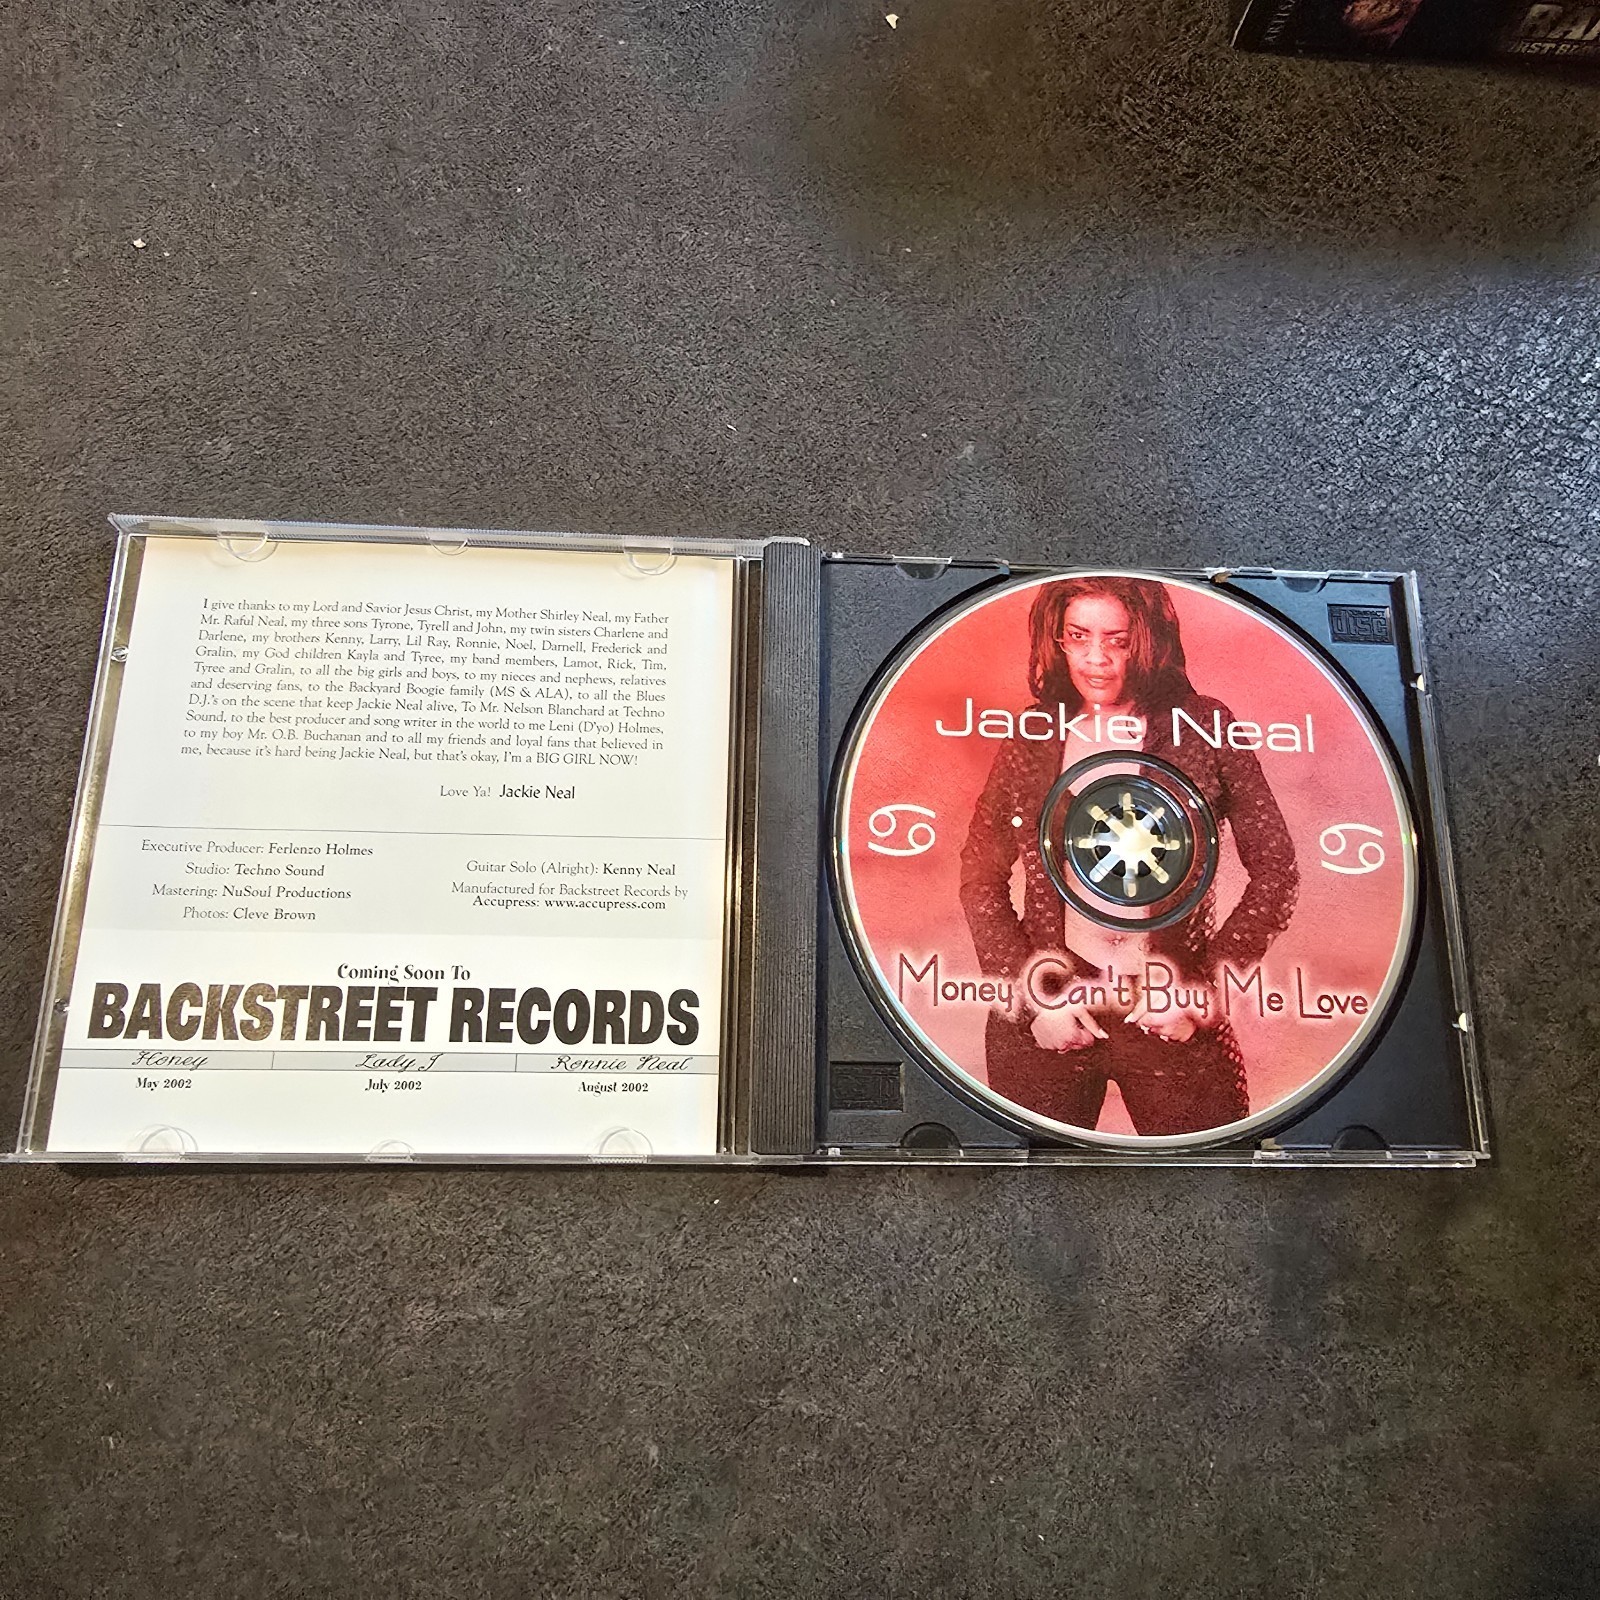 I give thanks to my Lord and Savior Jesus Christ, my Mother Shirley Neal, my Father
Mr. Raful Neal, my three sons Tyrone, Tyrell and John, my twin sisters Charlene and
Darlene, my brothers Kenny, Larry, Lil Ray, Ronnie, Noel, Darnell, Frederick and
Gralin, my God children Kayla and Tyree, my band members, Lamot, Rick, Tim,
Tyree and Gralin, to all the big girls and boys, to my nieces and nephews, relatives
and deserving fans, to the Backyard Boogie family (MS & ALA), to all the Blues
D.J.'s on the scene that keep Jackie Neal alive, To Mr. Nelson Blanchard at Techno
Sound, to the best producer and song writer in the world to me Leni (D'yo) Holmes,
to my boy Mr. O.B. Buchanan and to all my friends and loyal fans that believed in
me, because it's hard being Jackie Neal, but that's okay, I'm a BIG GIRL NOW!
Love Ya! Jackie Neal
Executive Producer: Ferlenzo Holmes
Studio: Techno Sound
Mastering: NuSoul Productions
Photos: Cleve Brown
Guitar Solo (Alright): Kenny Neal
Manufactured for Backstreet Records by
Accupress: www.accupress.com
Coming Soon To
BACKSTREET RECORDS
Honey Lady J Ronnie Neal
May 2002 July 2002 August 2002
Jackie Neal
Money Can't Buy Me Love
COMPACT
disc